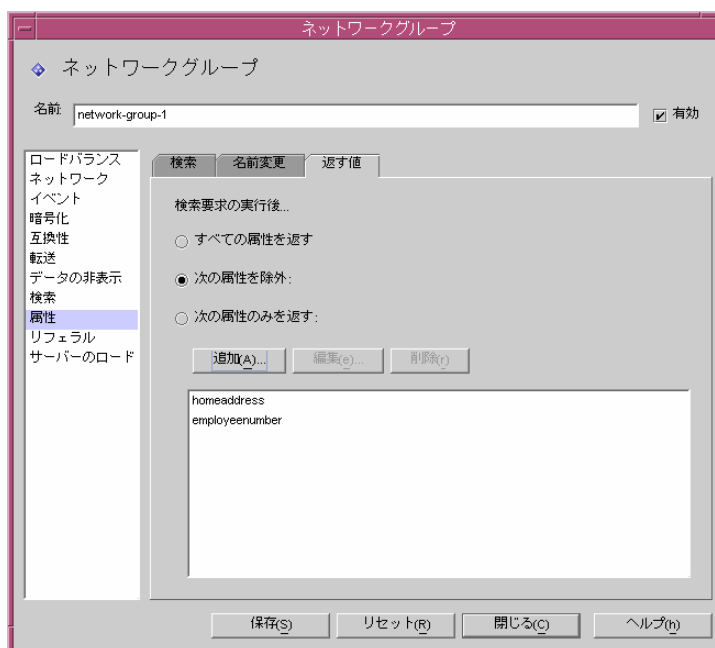 ネットワークグループ
ネットワークグループ
名前: network-group-1 有効
ロードバランス
ネットワーク
イベント
暗号化
互換性
転送
データの非表示
検索
属性
リフェラル
サーバーのロード
検索 名前変更 返す値
検索要求の実行後...
すべての属性を返す
次の属性を除外:
次の属性のみを返す:
追加(A)... 編集(e)... 削除(r)
homeaddress
employeenumber
保存(S) リセット(R) 閉じる(C) ヘルプ(h)